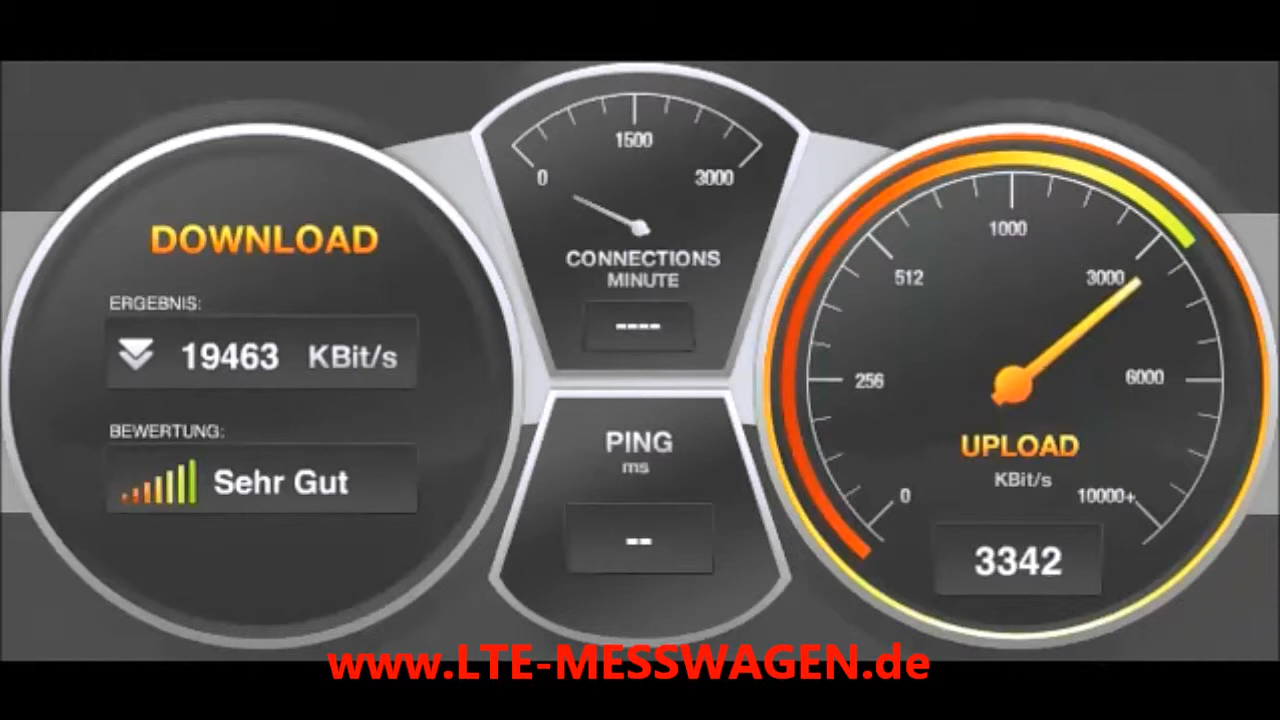 DOWNLOAD
ERGEBNIS:
19463 KBit/s
BEWERTUNG:
Sehr Gut
1500
0
3000
CONNECTIONS
MINUTE
----
PING
ms
--
1000
512
3000
256
6000
UPLOAD
KBit/s
0
10000+
3342
www.LTE-MESSWAGEN.de